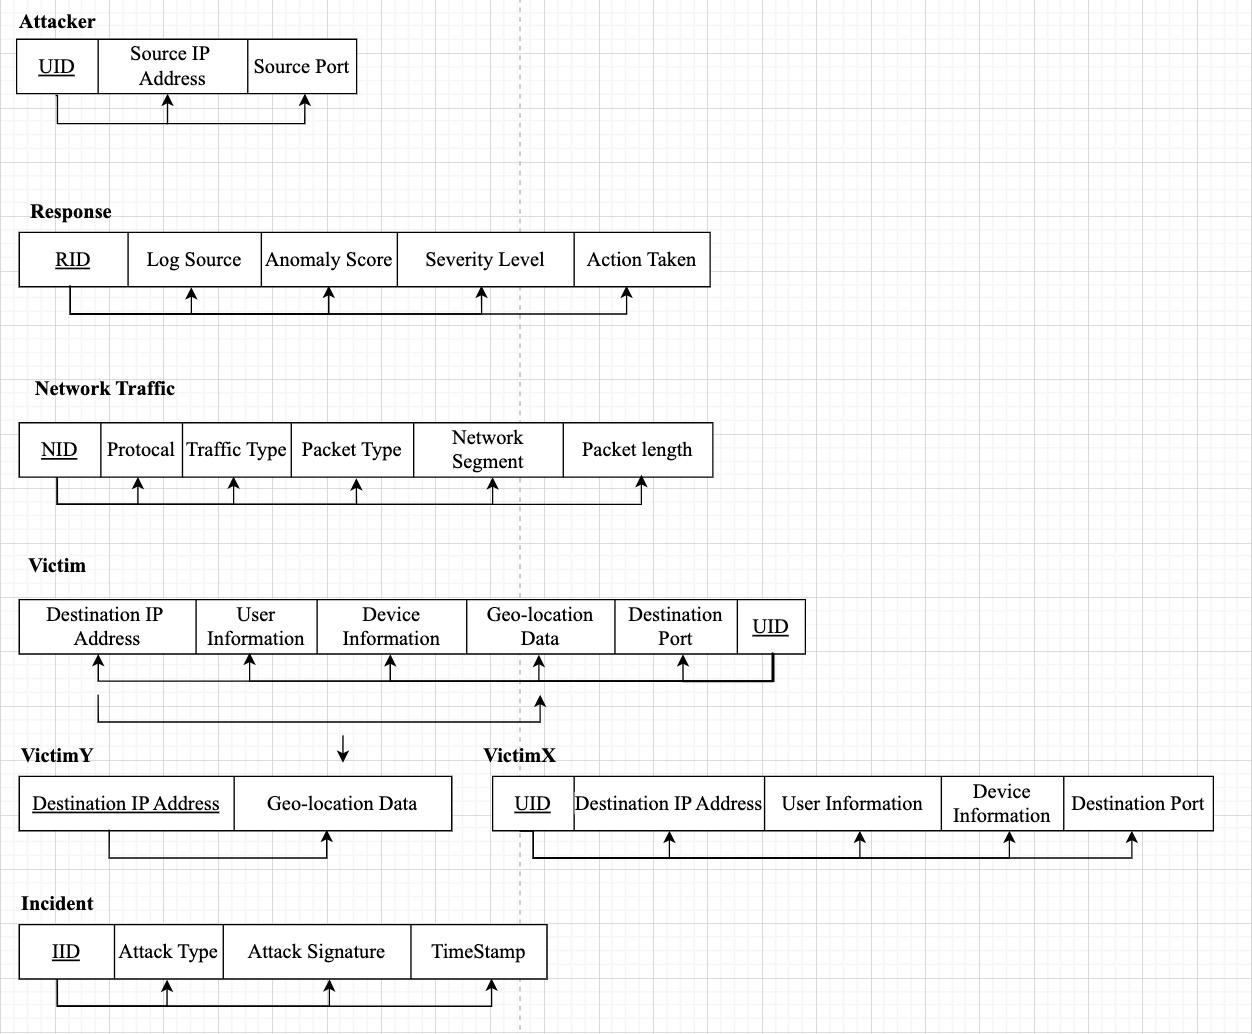 Attacker
UID
Source IP
Address
Source Port
Response
RID
Log Source
Anomaly Score
Severity Level
Action Taken
Network Traffic
NID
Protocal
Traffic Type
Packet Type
Network
Segment
Packet length
Victim
Destination IP
Address
User
Information
Device
Information
Geo-location
Data
Destination
Port
UID
VictimY
Destination IP Address
Geo-location Data
VictimX
UID
Destination IP Address
User Information
Device
Information
Destination Port
Incident
IID
Attack Type
Attack Signature
TimeStamp